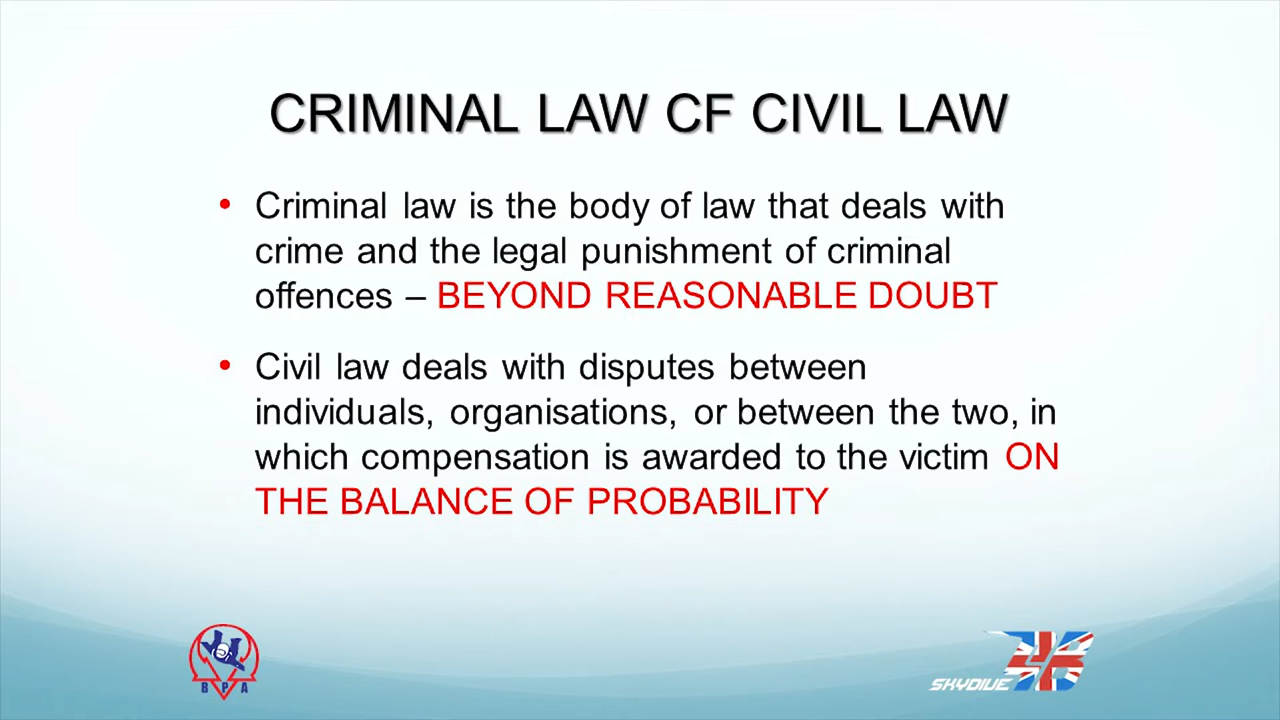 CRIMINAL LAW CF CIVIL LAW
• Criminal law is the body of law that deals with
crime and the legal punishment of criminal
offences – BEYOND REASONABLE DOUBT
• Civil law deals with disputes between
individuals, organisations, or between the two, in
which compensation is awarded to the victim ON
THE BALANCE OF PROBABILITY
BPA
SKYDIVE